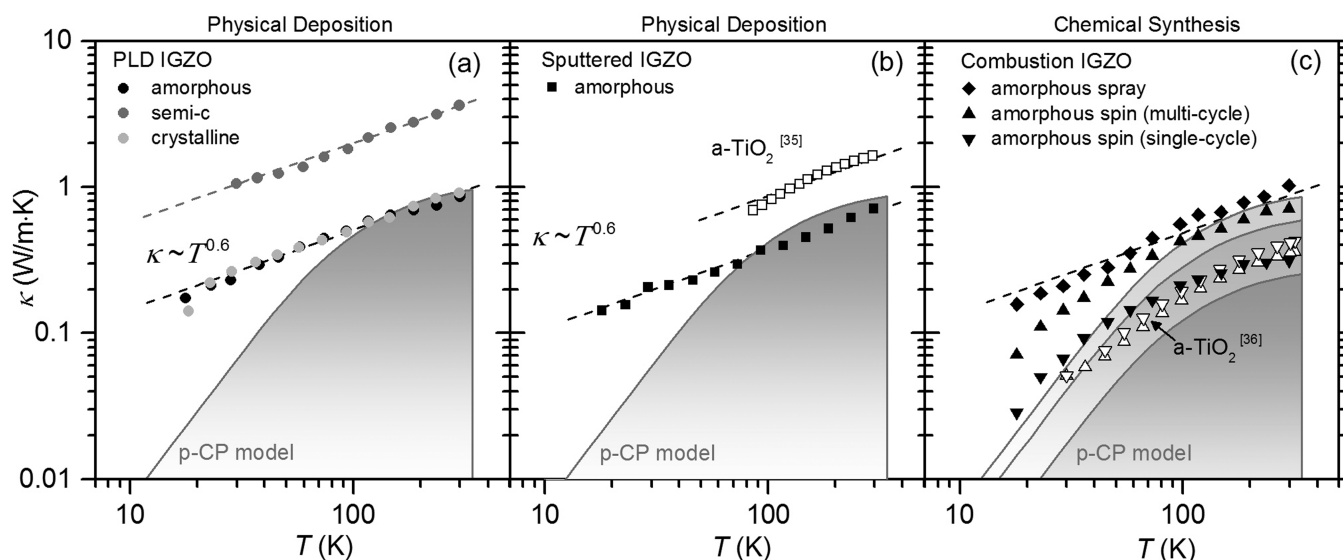 Physical Deposition
Physical Deposition
Chemical Synthesis
κ (W/m·K)
10
1
0.1
0.01
PLD IGZO
(a)
amorphous
semi-c
crystalline
κ~T^0.6
p-CP model
10
100
T (K)
Sputtered IGZO
(b)
amorphous
a-TiO₂ [35]
κ~T^0.6
p-CP model
10
100
T (K)
Combustion IGZO
(c)
amorphous spray
amorphous spin (multi-cycle)
amorphous spin (single-cycle)
a-TiO₂ [36]
p-CP model
10
100
T (K)